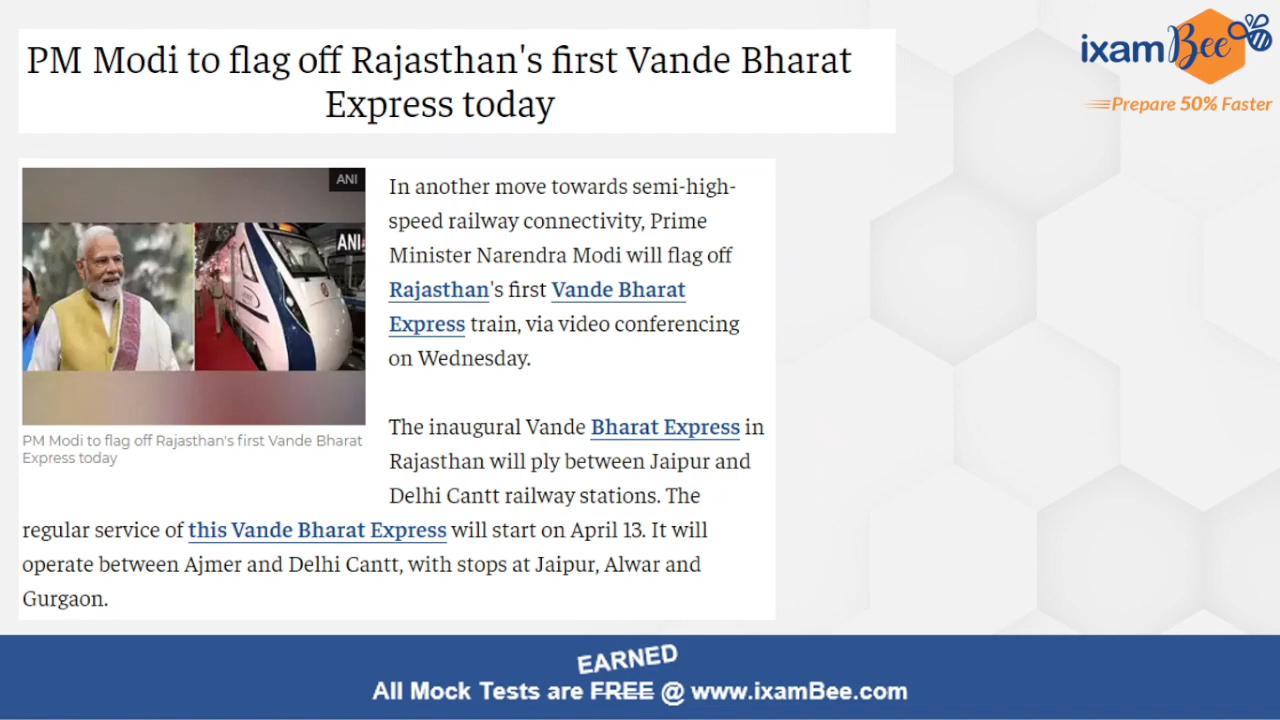 PM Modi to flag off Rajasthan's first Vande Bharat
Express today
ixamBee
Prepare 50% Faster
ANI
ANI
PM Modi to flag off Rajasthan's first Vande Bharat
Express today
In another move towards semi-high-
speed railway connectivity, Prime
Minister Narendra Modi will flag off
Rajasthan's first Vande Bharat
Express train, via video conferencing
on Wednesday.
The inaugural Vande Bharat Express in
Rajasthan will ply between Jaipur and
Delhi Cantt railway stations. The
regular service of this Vande Bharat Express will start on April 13. It will
operate between Ajmer and Delhi Cantt, with stops at Jaipur, Alwar and
Gurgaon.
EARNED
All Mock Tests are FREE @ www.ixamBee.com